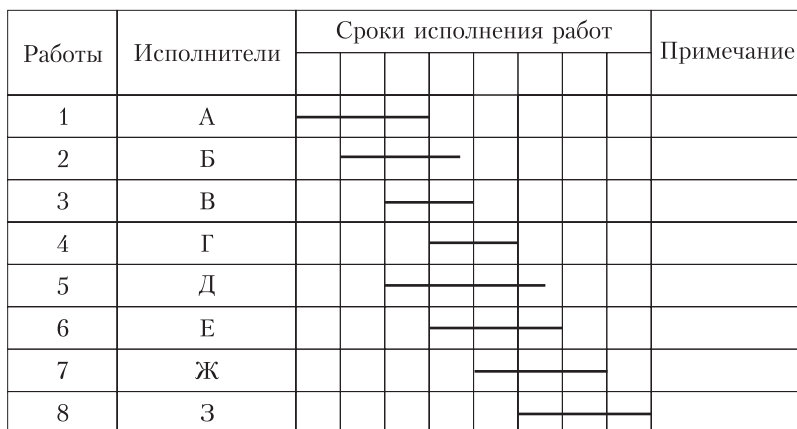 Работы Исполнители Сроки исполнения работ Примечание
1 А
2 Б
3 В
4 Г
5 Д
6 Е
7 Ж
8 З